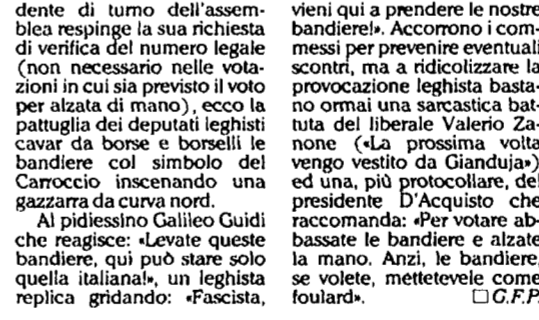 dente di turno dell'assem-
blea respinge la sua richiesta
di verifica del numero legale
(non necessario nelle vota-
zioni in cui sia previsto il voto
per alzata di mano), ecco la
pattuglia dei deputati leghisti
cavar da borse e borselli le
bandiere col simbolo del
Carroccio inscenando una
gazzarra da curva nord.
Al pidiessino Galileo Guidi
che reagisce: «Levate queste
bandiere, qui può stare solo
quella italiana!», un leghista
replica gridando: «Fascista,
vieni qui a prendere le nostre
bandiere!». Accorrono i com-
messi per prevenire eventuali
scontri, ma a ridicolizzare la
provocazione leghista basta-
no ormai una sarcastica bat-
tuta del liberale Valerio Za-
none («La prossima volta
vengo vestito da Gianduja»)
ed una, più protocollare, del
presidente D'Acquisto che
raccomanda: «Per votare ab-
bassate le bandiere e alzate
la mano. Anzi, le bandiere,
se volete, mettetevele come
foulard». □ G.F.P.